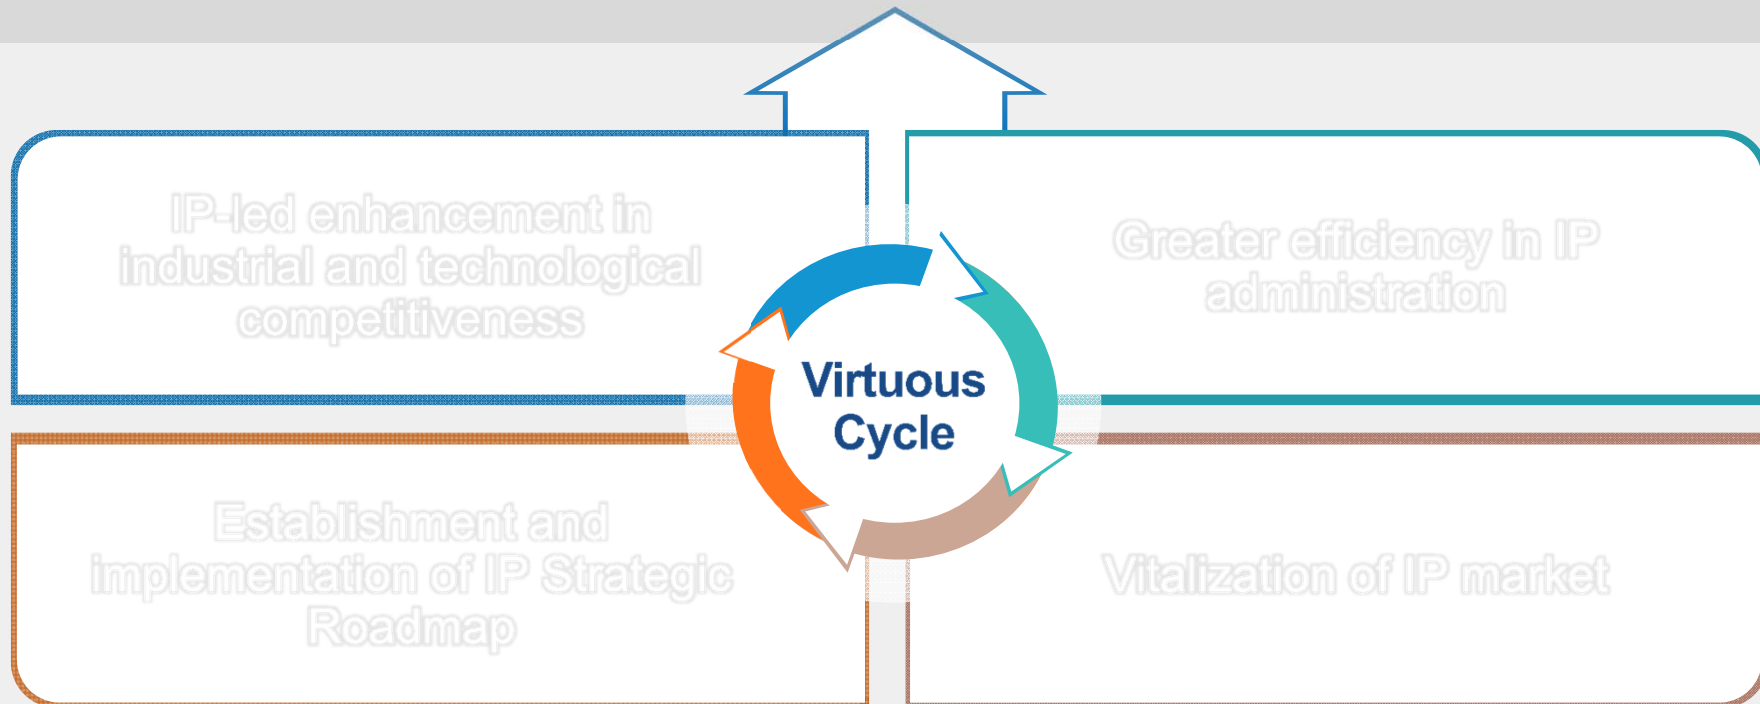 IP-led enhancement in
industrial and technological
competitiveness
Greater efficiency in IP
administration
Virtuous
Cycle
Establishment and
implementation of IP Strategic
Roadmap
Vitalization of IP market